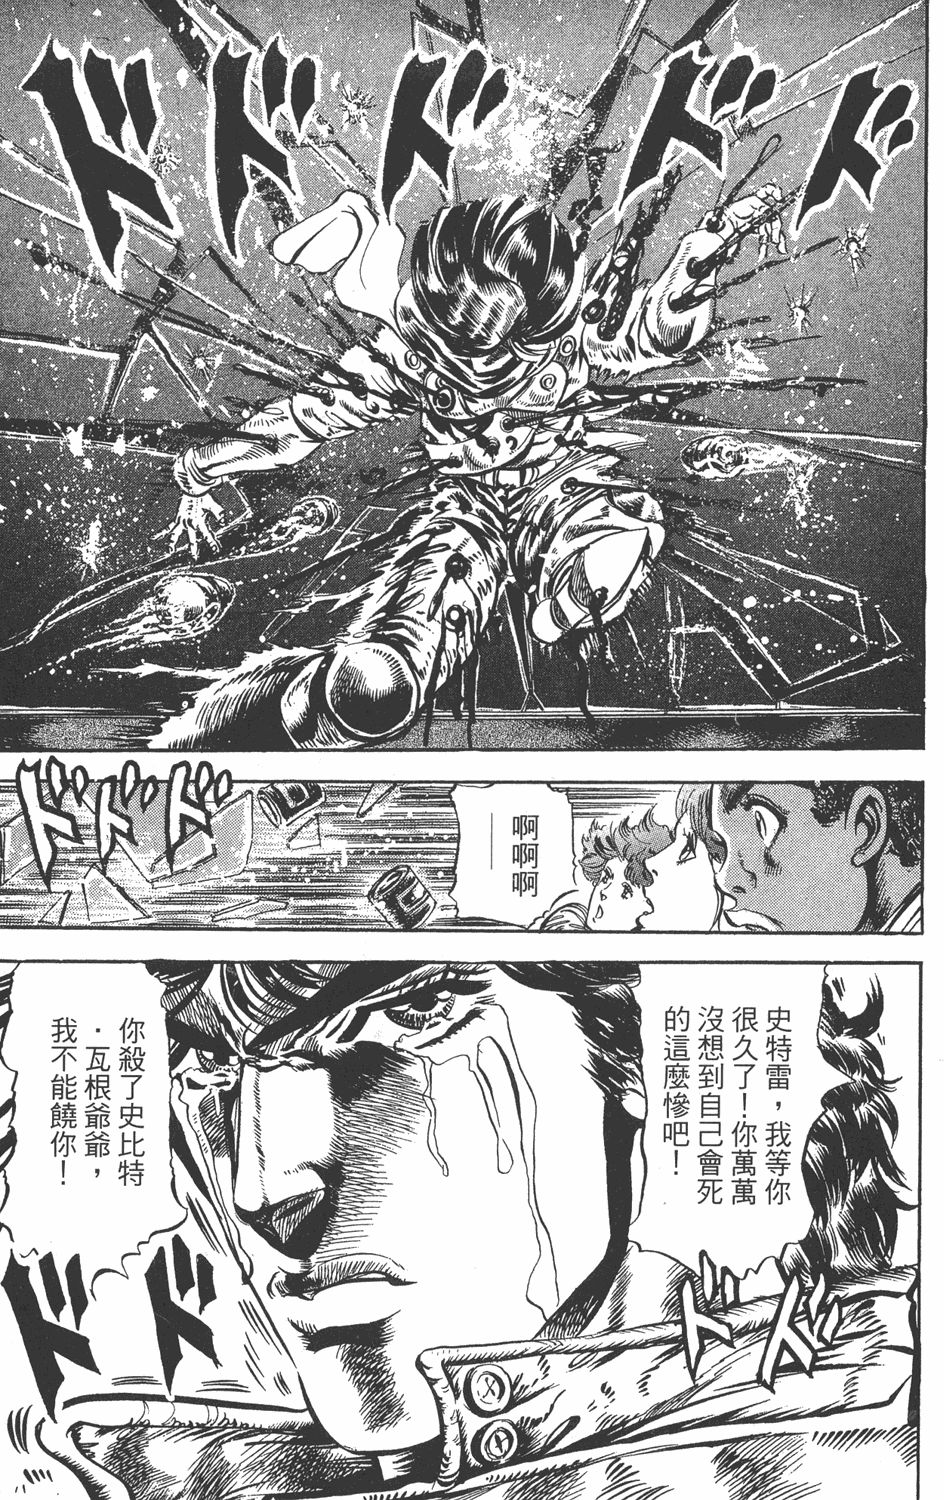 ドドドドド
ドドド
啊啊啊
——
史特雷，我等你
很久了！你萬萬
沒想到自己會死
的這麼慘吧！
你殺了史比特
．瓦根爺爺，
我不能饒你！
ドド
ドド